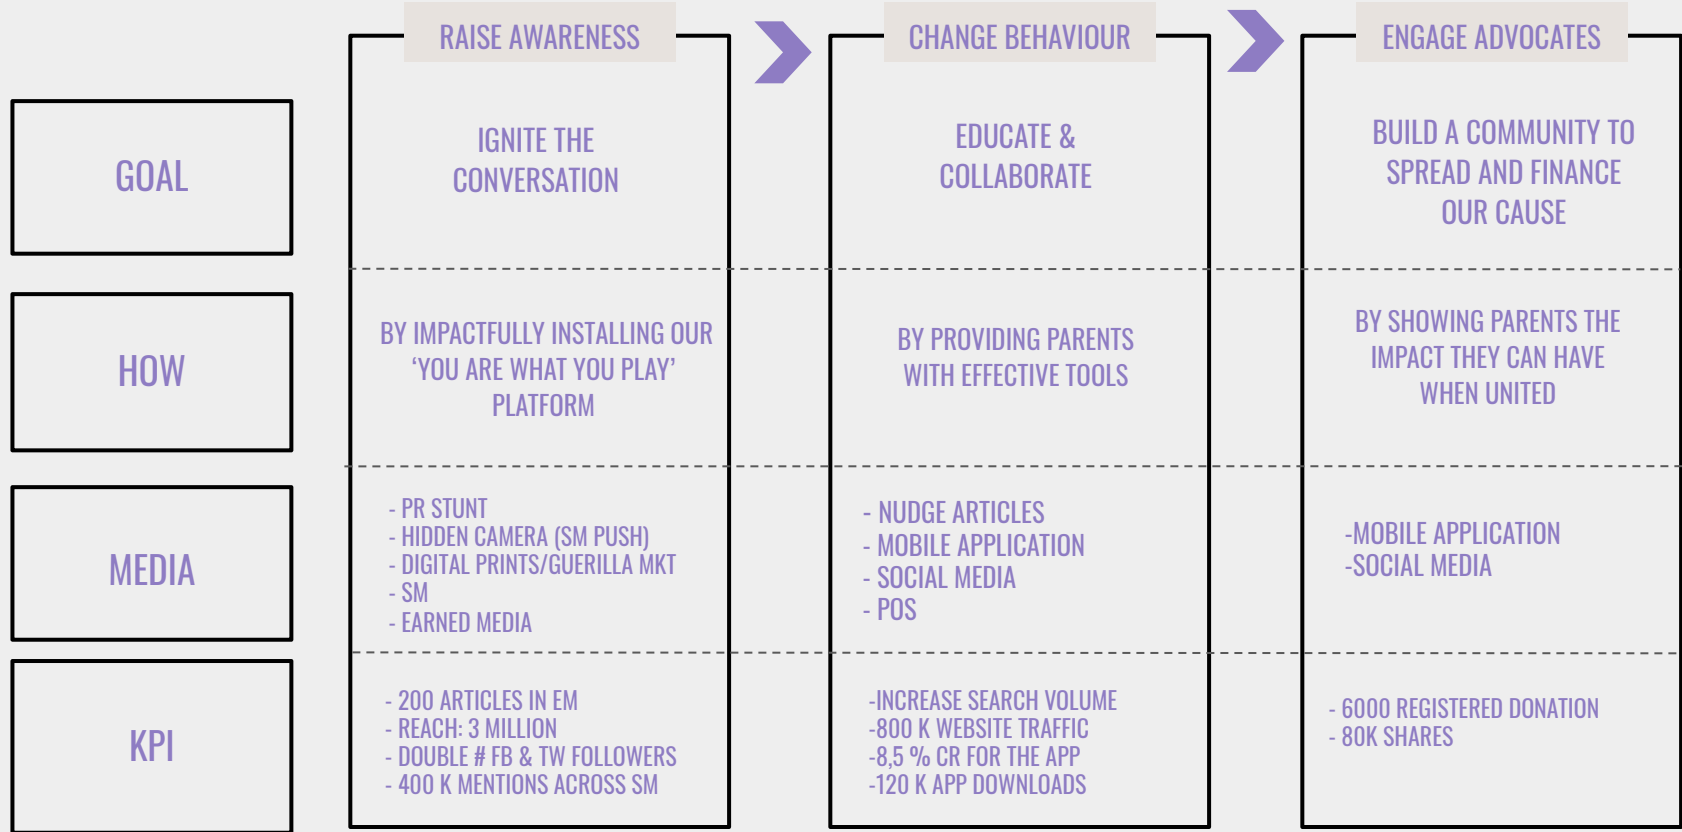 RAISE AWARENESS
CHANGE BEHAVIOUR
ENGAGE ADVOCATES
GOAL
IGNITE THE
CONVERSATION
EDUCATE &
COLLABORATE
BUILD A COMMUNITY TO
SPREAD AND FINANCE
OUR CAUSE
HOW
BY IMPACTFULLY INSTALLING OUR
‘YOU ARE WHAT YOU PLAY’
PLATFORM
BY PROVIDING PARENTS
WITH EFFECTIVE TOOLS
BY SHOWING PARENTS THE
IMPACT THEY CAN HAVE
WHEN UNITED
MEDIA
- PR STUNT
- HIDDEN CAMERA (SM PUSH)
- DIGITAL PRINTS/GUERILLA MKT
- SM
- EARNED MEDIA
- NUDGE ARTICLES
- MOBILE APPLICATION
- SOCIAL MEDIA
- POS
-MOBILE APPLICATION
-SOCIAL MEDIA
KPI
- 200 ARTICLES IN EM
- REACH: 3 MILLION
- DOUBLE # FB & TW FOLLOWERS
- 400 K MENTIONS ACROSS SM
-INCREASE SEARCH VOLUME
-800 K WEBSITE TRAFFIC
-8,5 % CR FOR THE APP
-120 K APP DOWNLOADS
- 6000 REGISTERED DONATION
- 80K SHARES